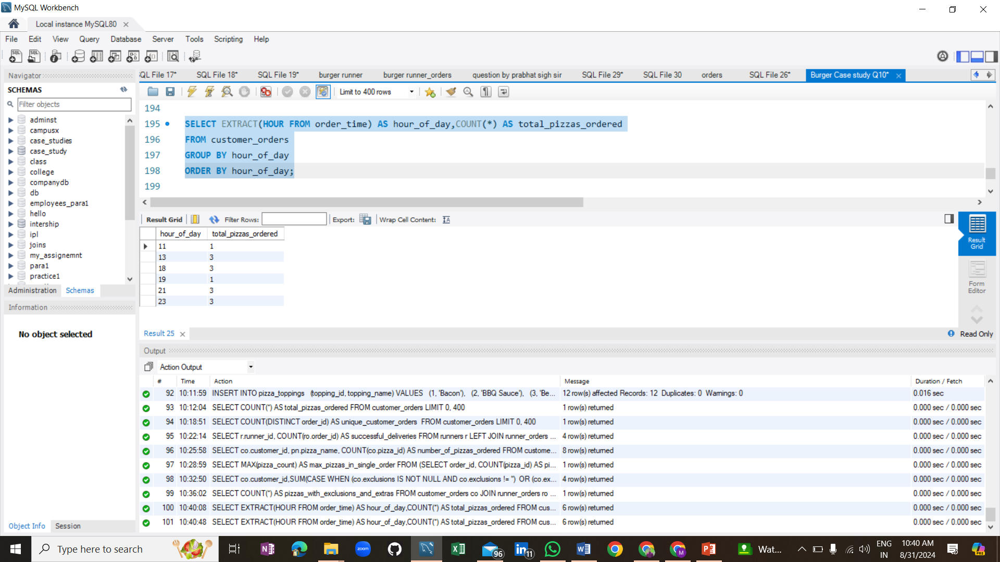 MySQL Workbench
Local instance MySQL80
File Edit View Query Database Server Tools Scripting Help
Navigator
SCHEMAS
Filter objects
adminst
campusx
case_studies
case_study
class
college
companydb
db
employees_para1
hello
intership
ipl
joins
my_assignemnt
para1
practice1
Administration Schemas
Information
No object selected
Object Info Session
QL File 17* SQL File 18* SQL File 19* burger runner burger runner_orders question by prabhat sigh sir SQL File 29* SQL File 30 orders SQL File 26* Burger Case study Q10*
Limit to 400 rows
194
195 SELECT EXTRACT(HOUR FROM order_time) AS hour_of_day,COUNT(*) AS total_pizzas_ordered
196 FROM customer_orders
197 GROUP BY hour_of_day
198 ORDER BY hour_of_day;
199
Result Grid Filter Rows: Export: Wrap Cell Content:
hour_of_day total_pizzas_ordered
11 1
13 3
18 3
19 1
21 3
23 3
Result Grid
Form Editor
Result 25
Read Only
Output
Action Output
# Time Action Message Duration / Fetch
92 10:11:59 INSERT INTO pizza_toppings (topping_id, topping_name) VALUES (1, 'Bacon'), (2, 'BBQ Sauce'), (3, 'Be... 12 row(s) affected Records: 12 Duplicates: 0 Warnings: 0 0.016 sec
93 10:12:04 SELECT COUNT(*) AS total_pizzas_ordered FROM customer_orders LIMIT 0, 400 1 row(s) returned 0.000 sec / 0.000 sec
94 10:18:51 SELECT COUNT(DISTINCT order_id) AS unique_customer_orders FROM customer_orders LIMIT 0, 400 1 row(s) returned 0.000 sec / 0.000 sec
95 10:22:14 SELECT r.runner_id, COUNT(ro.order_id) AS successful_deliveries FROM runners r LEFT JOIN runner_orders ... 4 row(s) returned 0.000 sec / 0.000 sec
96 10:25:58 SELECT co.customer_id, pn.pizza_name, COUNT(co.pizza_id) AS number_of_pizzas_ordered FROM custome... 8 row(s) returned 0.000 sec / 0.000 sec
97 10:28:59 SELECT MAX(pizza_count) AS max_pizzas_in_single_order FROM (SELECT order_id, COUNT(pizza_id) AS pi... 1 row(s) returned 0.000 sec / 0.000 sec
98 10:32:50 SELECT co.customer_id,SUM(CASE WHEN (co.exclusions IS NOT NULL AND co.exclusions != '') OR (co.ex... 4 row(s) returned 0.000 sec / 0.000 sec
99 10:36:02 SELECT COUNT(*) AS pizzas_with_exclusions_and_extras FROM customer_orders co JOIN runner_orders ro ... 1 row(s) returned 0.000 sec / 0.000 sec
100 10:40:08 SELECT EXTRACT(HOUR FROM order_time) AS hour_of_day,COUNT(*) AS total_pizzas_ordered FROM cus... 6 row(s) returned 0.000 sec / 0.000 sec
101 10:40:48 SELECT EXTRACT(HOUR FROM order_time) AS hour_of_day,COUNT(*) AS total_pizzas_ordered FROM cus... 6 row(s) returned 0.000 sec / 0.000 sec
Type here to search
zoom
96
11
Wat...
ENG
IN
10:40 AM
8/31/2024